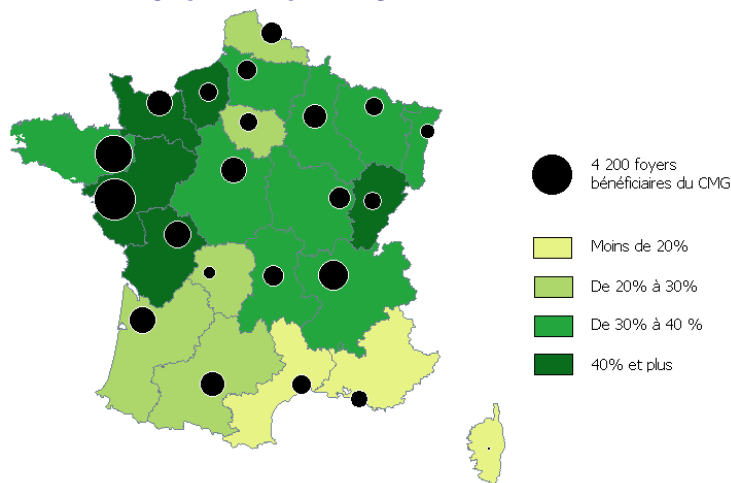 4 200 foyers
bénéficiaires du CMG
Moins de 20%
De 20% à 30%
De 30% à 40 %
40% et plus